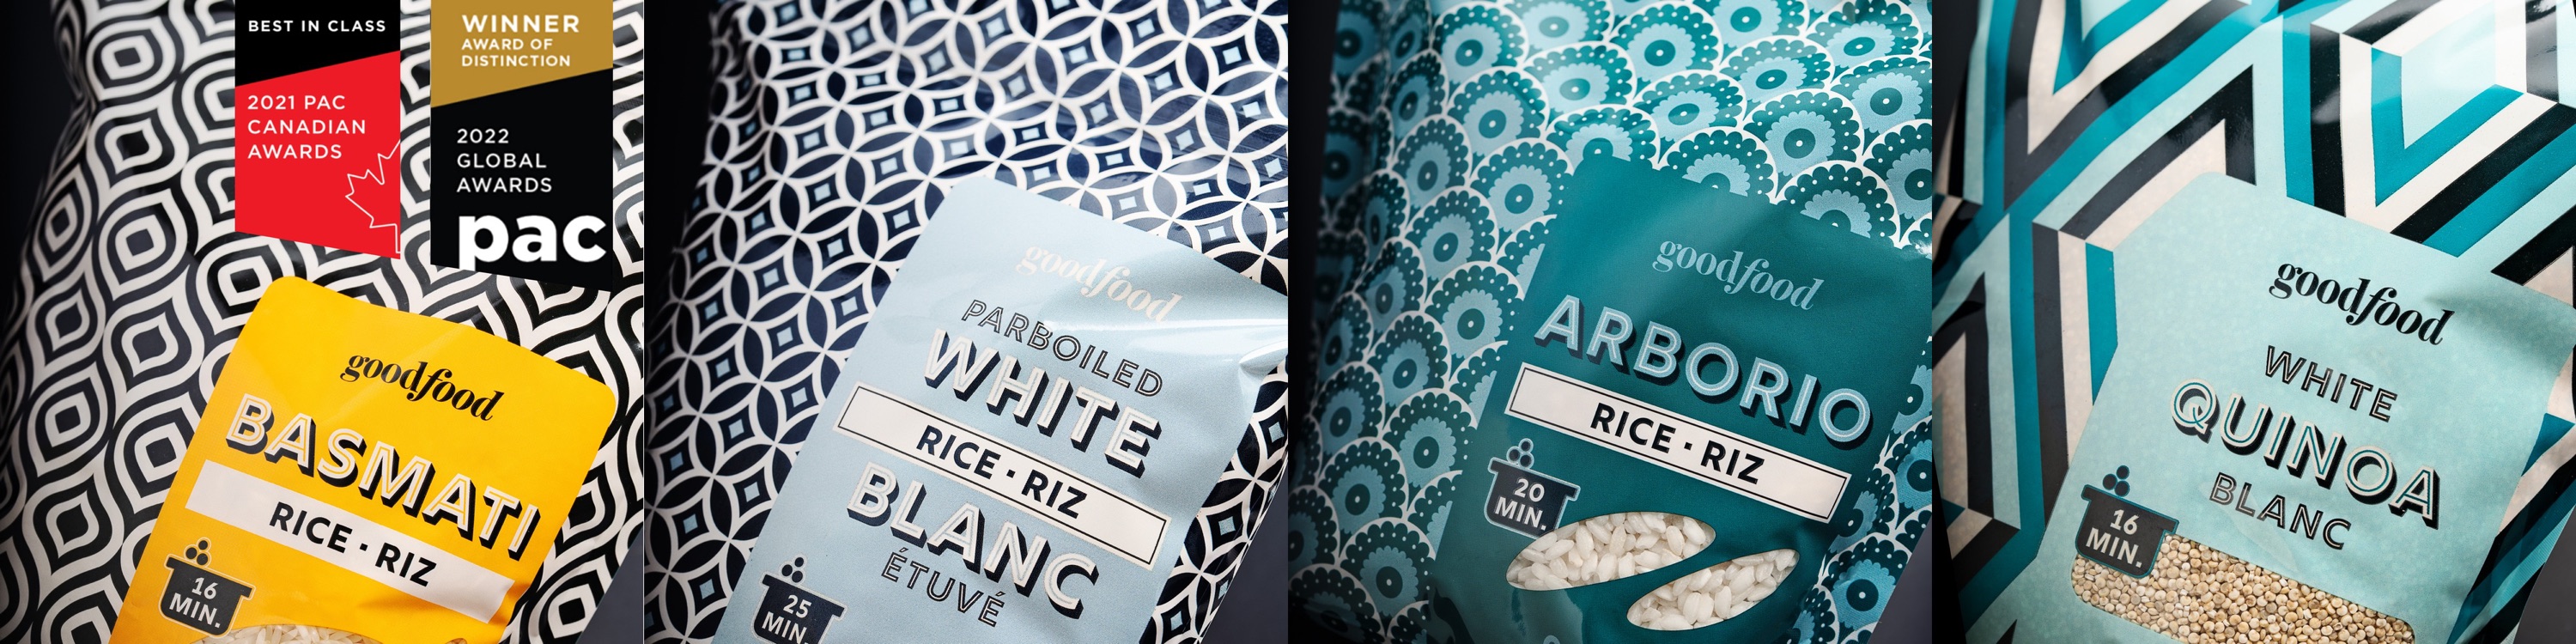 BEST IN CLASS
2021 PAC
CANADIAN
AWARDS
WINNER
AWARD OF
DISTINCTION
2022
GLOBAL
AWARDS
pac
goodfood
BASMATI
RICE · RIZ
16
MIN.
goodfood
PARBOILED
WHITE
RICE · RIZ
BLANC
ÉTUVÉ
25
MIN.
goodfood
ARBORIO
RICE · RIZ
20
MIN.
goodfood
WHITE
QUINOA
BLANC
16
MIN.